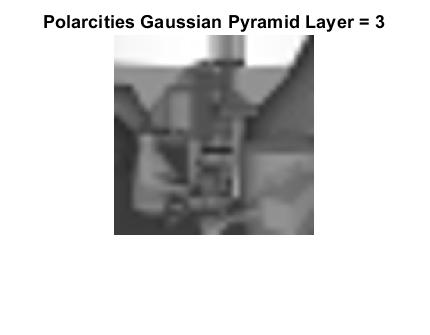 Polarcities Gaussian Pyramid Layer = 3